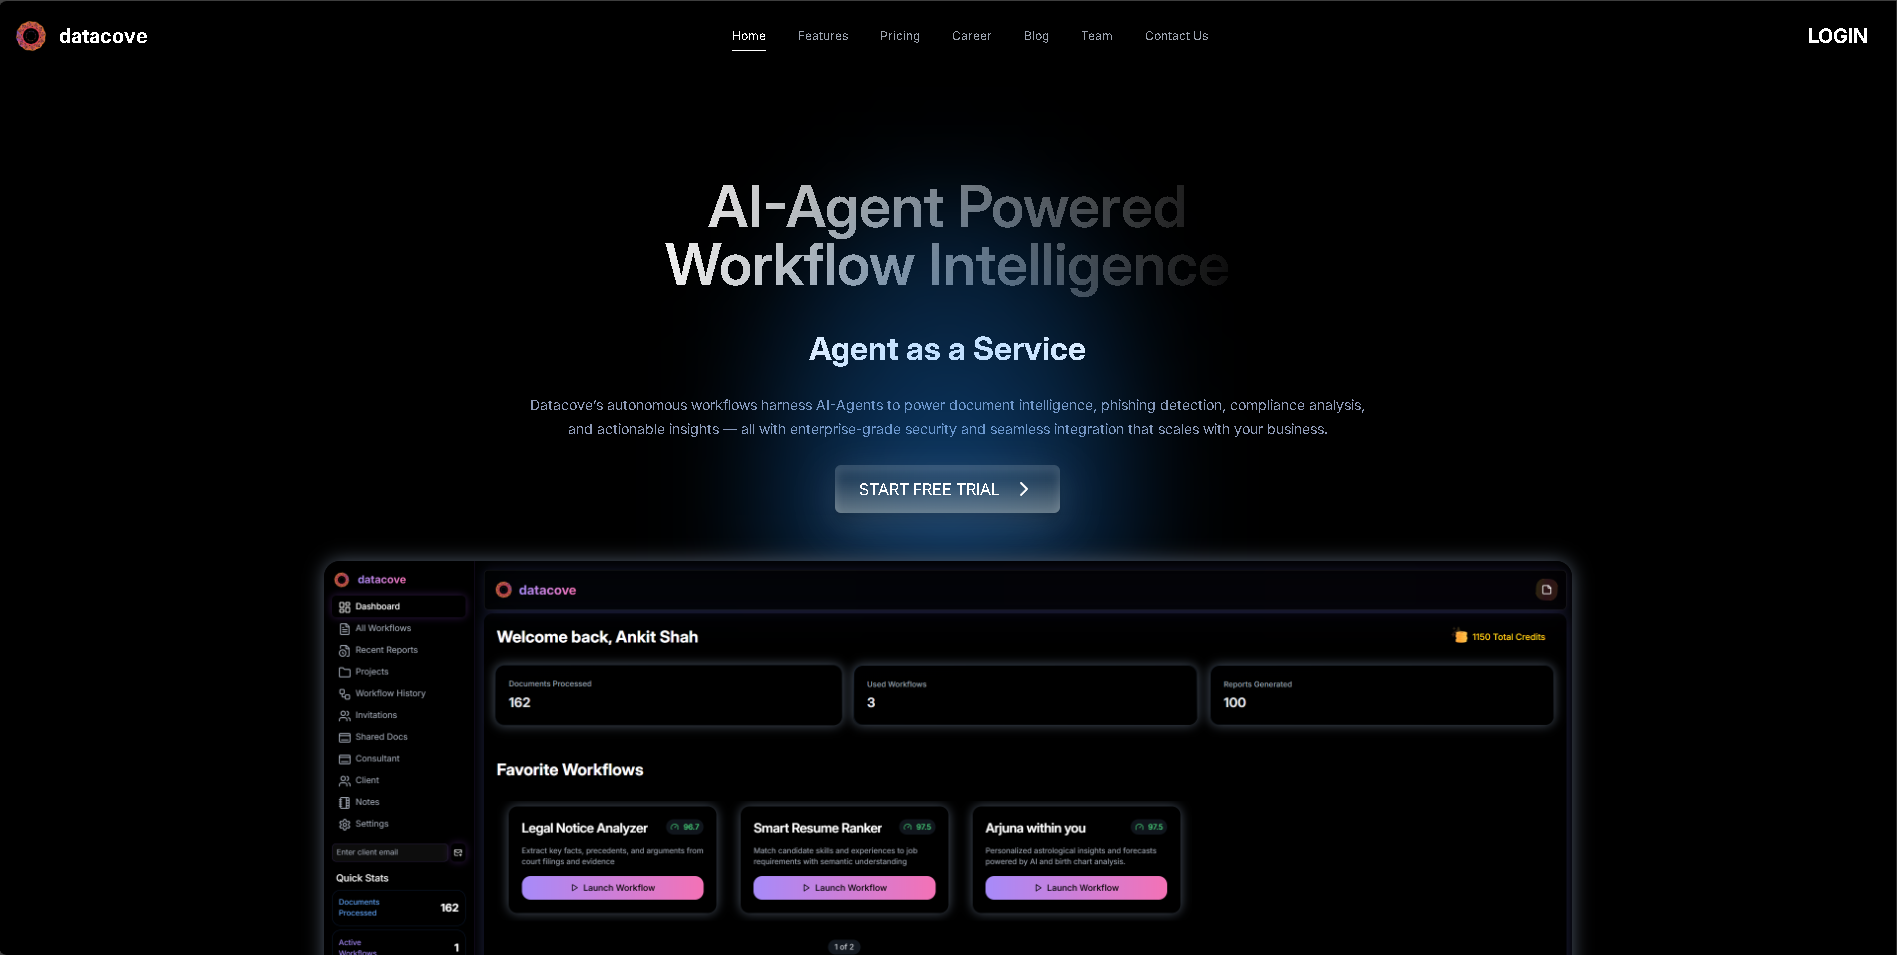 datacove
Home
Features
Pricing
Career
Blog
Team
Contact Us
LOGIN
AI-Agent Powered
Workflow Intelligence
Agent as a Service
Datacove's autonomous workflows harness AI-Agents to power document intelligence, phishing detection, compliance analysis,
and actionable insights — all with enterprise-grade security and seamless integration that scales with your business.
START FREE TRIAL
datacove
Dashboard
All Workflows
Recent Reports
Projects
Workflow History
Invitations
Shared Docs
Consultant
Client
Notes
Settings
Enter client email
Quick Stats
Documents
Processed
162
Active
Workflows
1
datacove
Welcome back, Ankit Shah
1150 Total Credits
Documents Processed
162
Used Workflows
3
Reports Generated
100
Favorite Workflows
Legal Notice Analyzer
96.7
Extract key facts, precedents, and arguments from
court filings and evidence
Launch Workflow
Smart Resume Ranker
97.5
Match candidate skills and experiences to job
requirements with semantic understanding
Launch Workflow
Arjuna within you
97.5
Personalized astrological insights and forecasts
powered by AI and birth chart analysis.
Launch Workflow
1 of 2